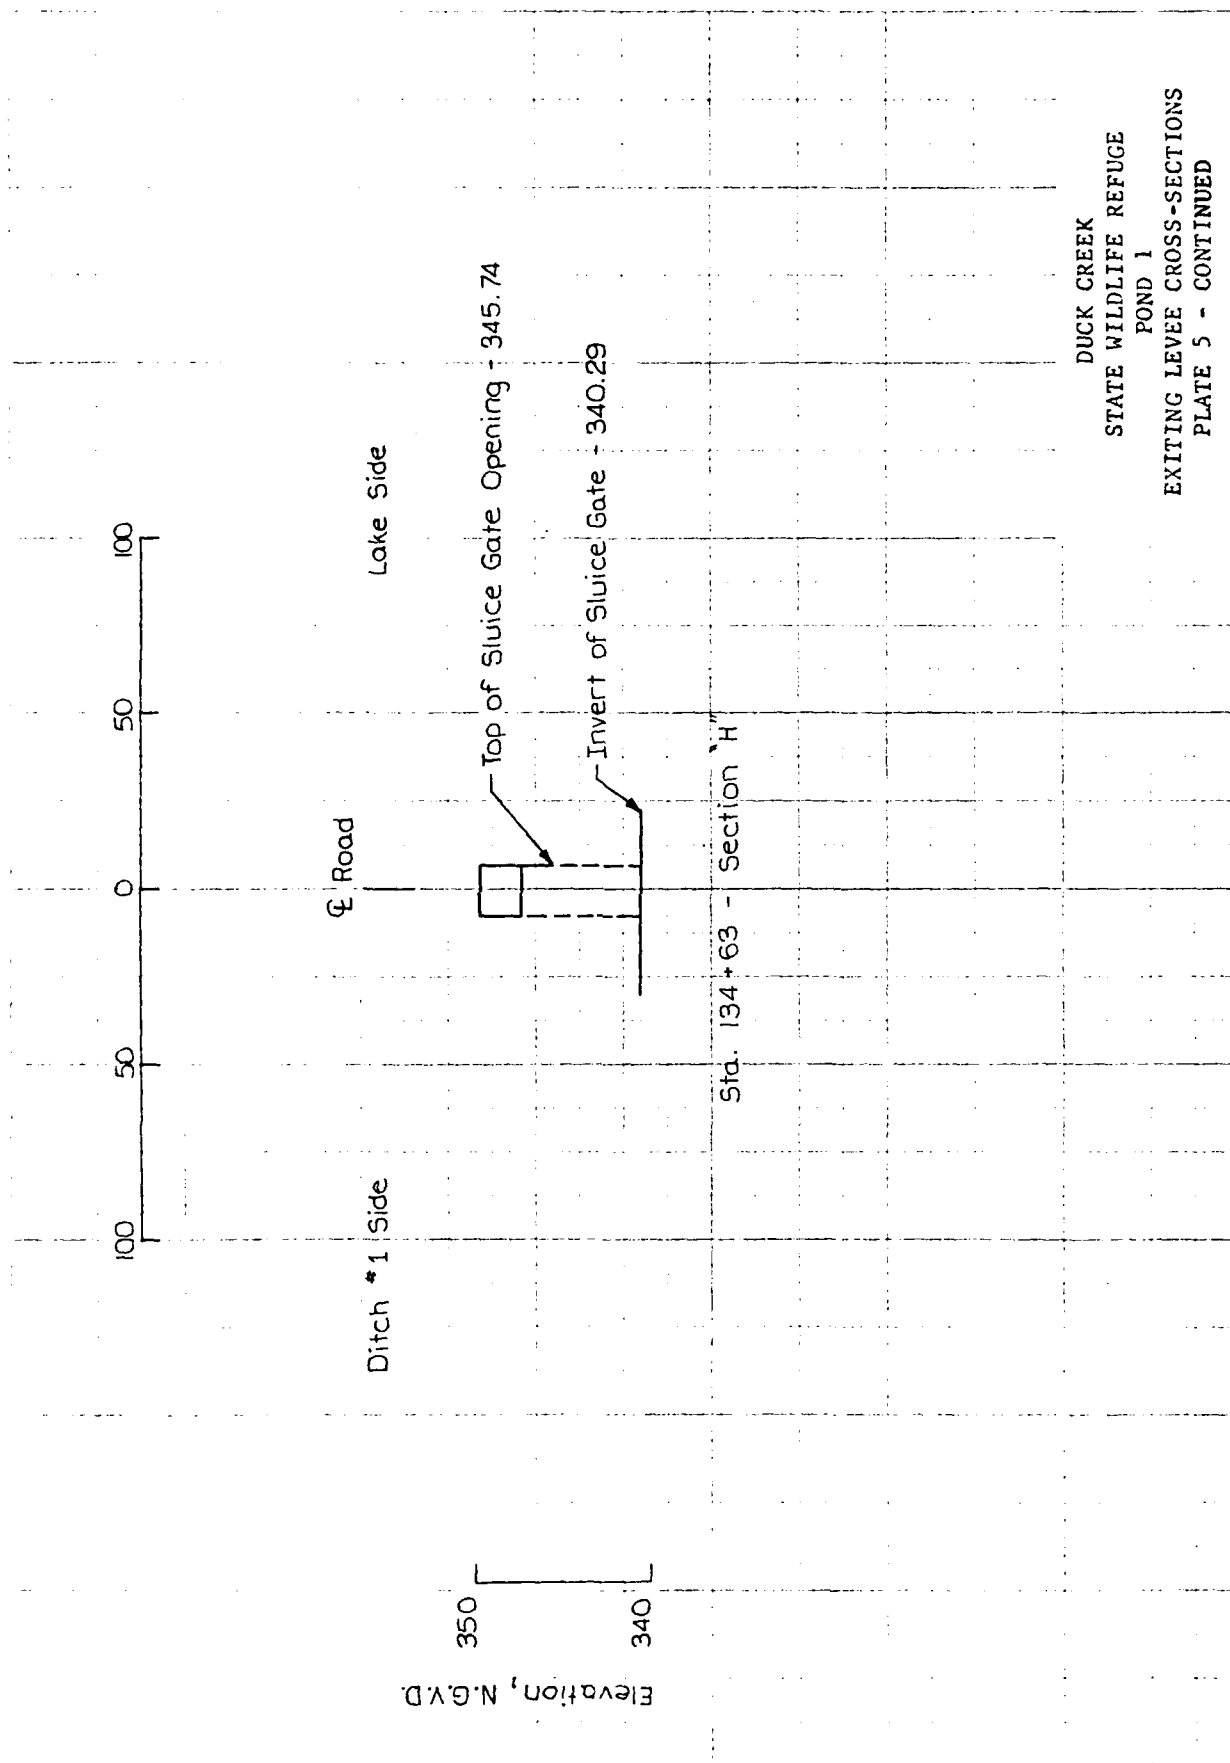 100
50
0
50
100
℄ Road
Ditch #1 Side
Lake Side
Top of Sluice Gate Opening - 345.74
Invert of Sluice Gate - 340.29
350
340
Elevation, N.G.V.D.
Sta. 134+63 - Section "H"
DUCK CREEK
STATE WILDLIFE REFUGE
POND 1
EXITING LEVEE CROSS-SECTIONS
PLATE 5 - CONTINUED